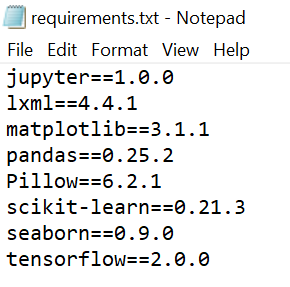 requirements.txt - Notepad
File Edit Format View Help
jupyter==1.0.0
lxml==4.4.1
matplotlib==3.1.1
pandas==0.25.2
Pillow==6.2.1
scikit-learn==0.21.3
seaborn==0.9.0
tensorflow==2.0.0